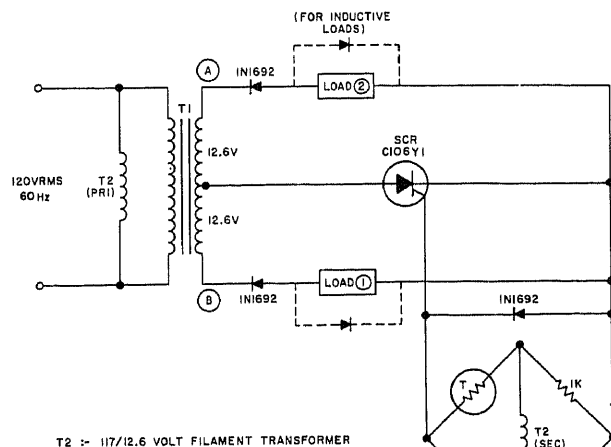 (FOR INDUCTIVE
LOADS)
A
1N1692
LOAD 2
T1
SCR
C106Y1
12.6V
120VRMS
60Hz
T2
(PRI)
12.6V
1N1692
LOAD 1
B
1N1692
T
1K
T2
(SEC)
T2 :- 117/12.6 VOLT FILAMENT TRANSFORMER